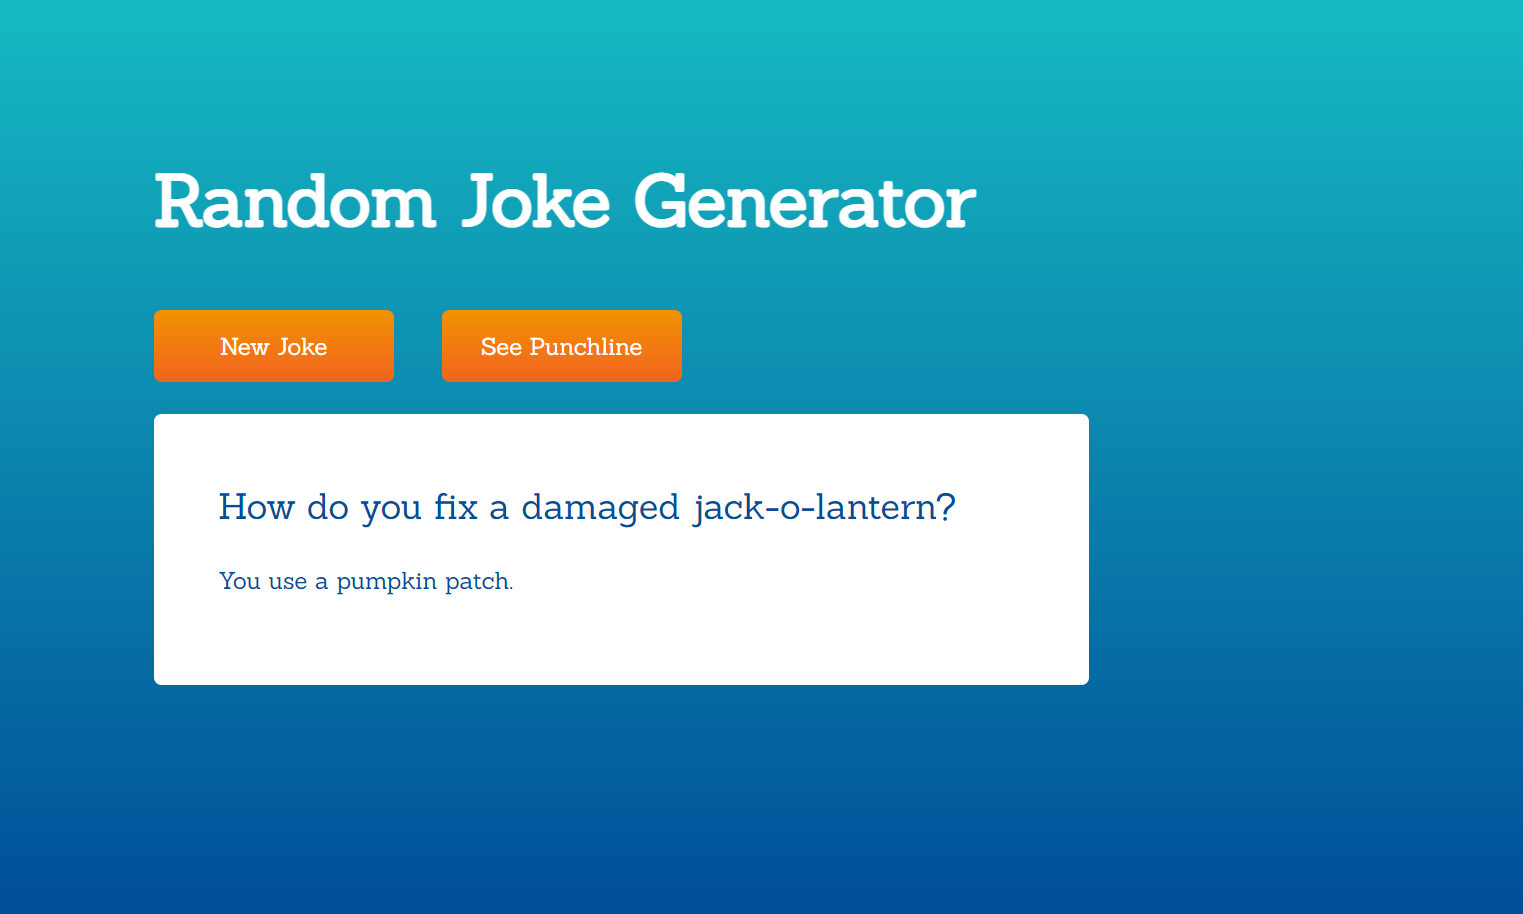 Random Joke Generator
New Joke
See Punchline
How do you fix a damaged jack-o-lantern?
You use a pumpkin patch.